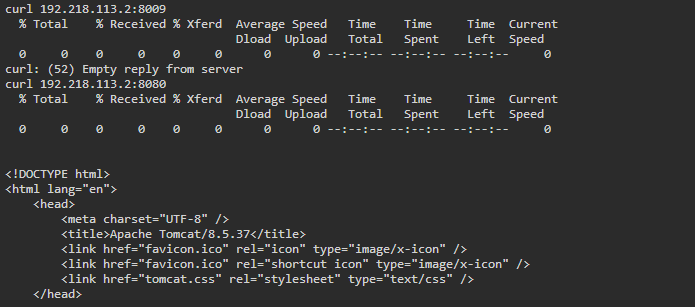 curl 192.218.113.2:8009
  % Total    % Received % Xferd  Average Speed   Time    Time     Time  Current
                                 Dload  Upload   Total   Spent    Left  Speed
  0     0    0     0    0     0      0      0 --:--:-- --:--:-- --:--:--     0
curl: (52) Empty reply from server
curl 192.218.113.2:8080
  % Total    % Received % Xferd  Average Speed   Time    Time     Time  Current
                                 Dload  Upload   Total   Spent    Left  Speed
  0     0    0     0    0     0      0      0 --:--:-- --:--:-- --:--:--     0
<!DOCTYPE html>
<html lang="en">
    <head>
        <meta charset="UTF-8" />
        <title>Apache Tomcat/8.5.37</title>
        <link href="favicon.ico" rel="icon" type="image/x-icon" />
        <link href="favicon.ico" rel="shortcut icon" type="image/x-icon" />
        <link href="tomcat.css" rel="stylesheet" type="text/css" />
    </head>